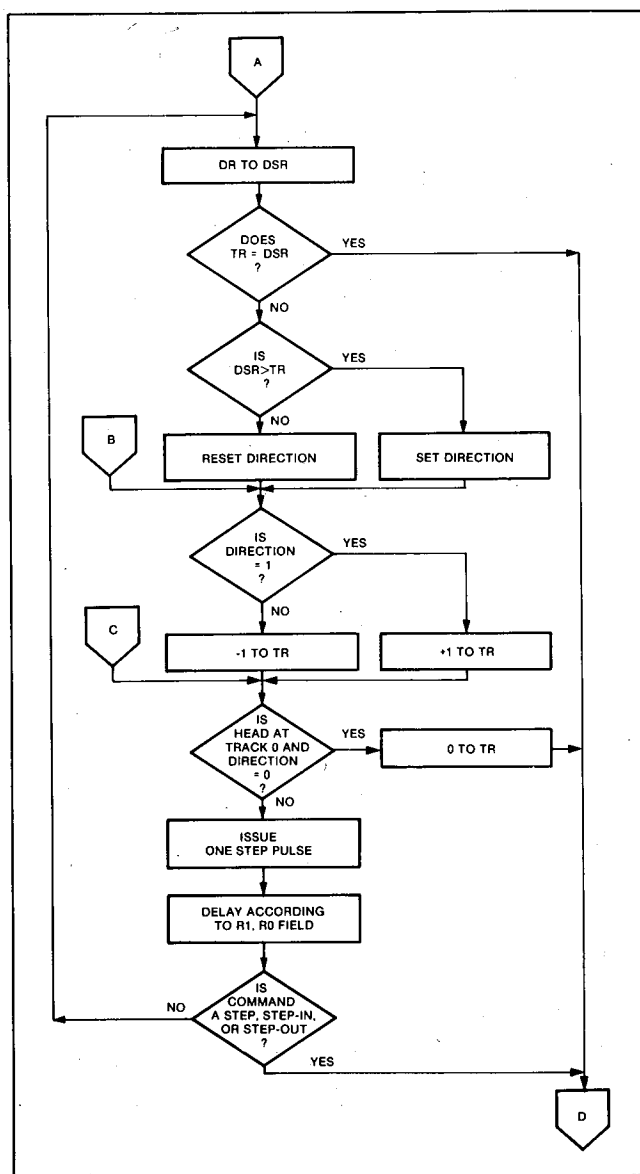 A
DR TO DSR
DOES
TR = DSR
?
YES
NO
IS
DSR>TR
?
YES
NO
B
RESET DIRECTION
SET DIRECTION
IS
DIRECTION
= 1
?
YES
NO
C
-1 TO TR
+1 TO TR
IS
HEAD AT
TRACK 0 AND
DIRECTION
= 0
?
YES
0 TO TR
NO
ISSUE
ONE STEP PULSE
DELAY ACCORDING
TO R1, R0 FIELD
IS
COMMAND
A STEP, STEP-IN,
OR STEP-OUT
?
NO
YES
D